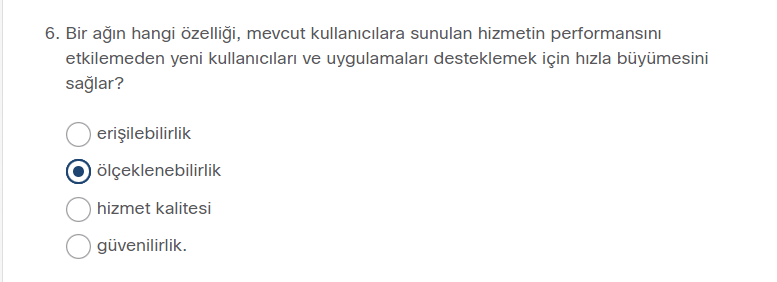 6. Bir ağın hangi özelliği, mevcut kullanıcılara sunulan hizmetin performansını
etkilemeden yeni kullanıcıları ve uygulamaları desteklemek için hızla büyümesini
sağlar?
erişilebilirlik
ölçeklenebilirlik
hizmet kalitesi
güvenilirlik.